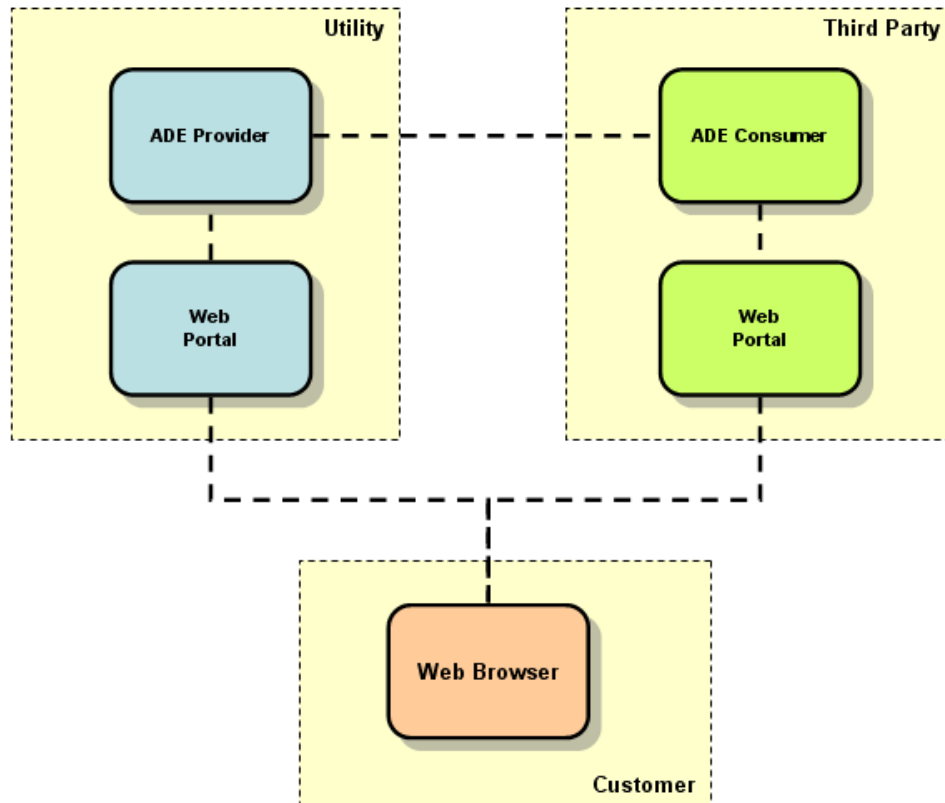 Utility
Third Party
ADE Provider
ADE Consumer
Web
Portal
Web
Portal
Web Browser
Customer